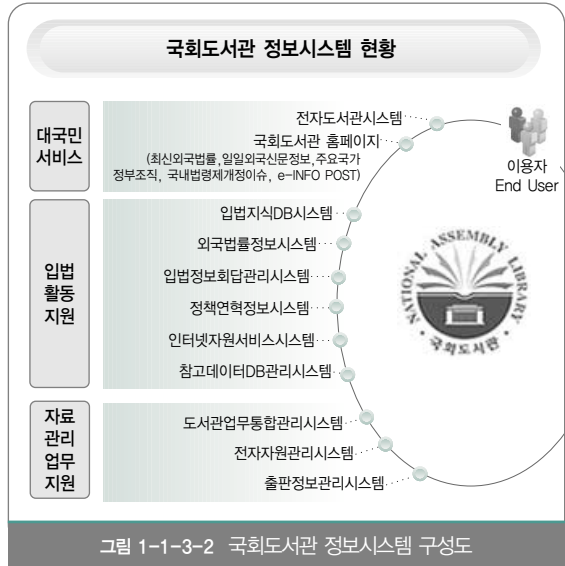 국회도서관 정보시스템 현황
대국민
서비스
전자도서관시스템
국회도서관 홈페이지
(최신외국법률,일일외국신문정보,주요국가
정부조직, 국내법령제개정이슈, e-INFO POST)
이용자
End User
입법
활동
지원
입법지식DB시스템
외국법률정보시스템
입법정보회답관리시스템
정책연혁정보시스템
인터넷자원서비스시스템
참고데이터DB관리시스템
NATIONAL ASSEMBLY LIBRARY
국회도서관
자료
관리
업무
지원
도서관업무통합관리시스템
전자자원관리시스템
출판정보관리시스템
그림 1-1-3-2 국회도서관 정보시스템 구성도